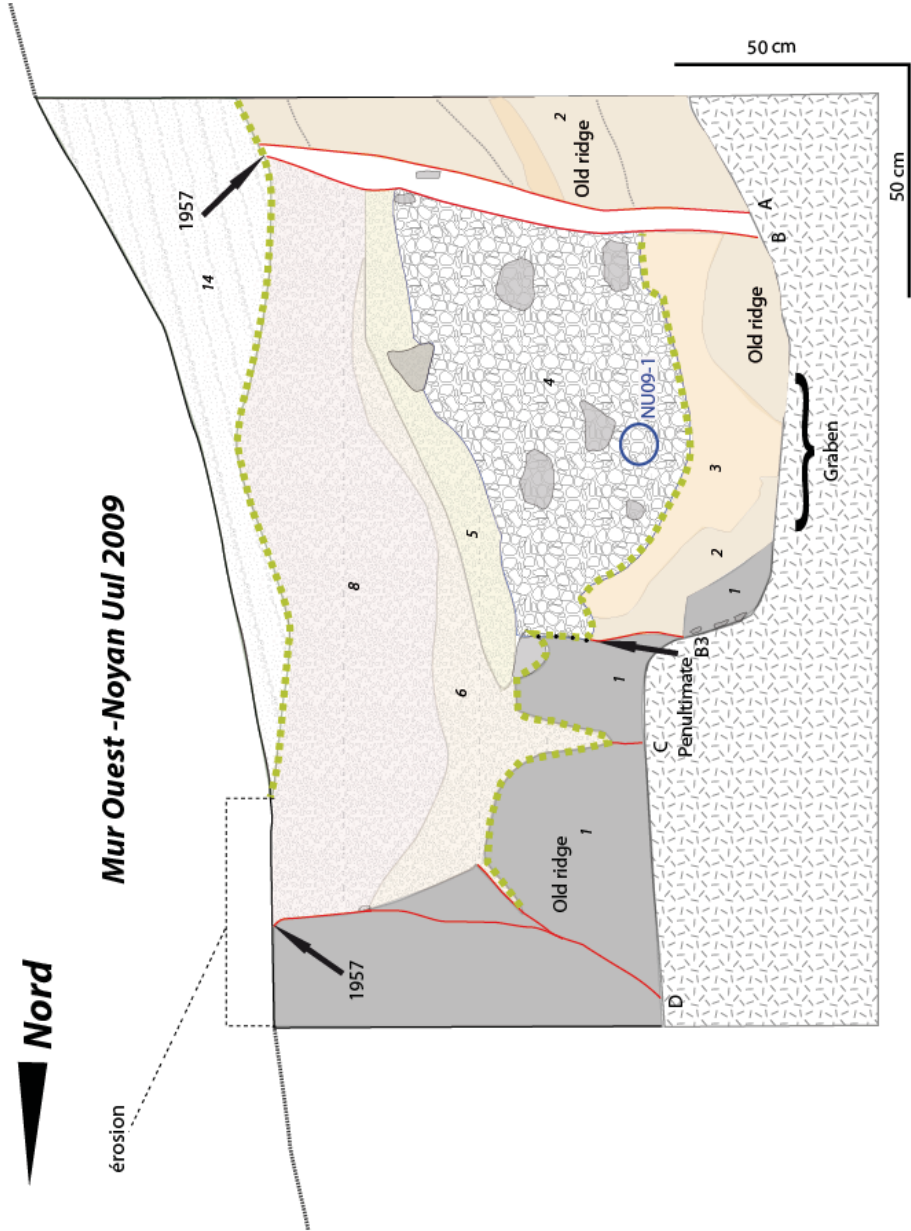 Mur Ouest -Noyan Uul 2009
Nord
érosion
50 cm
50 cm
1957
14
2
Old ridge
A
B
8
5
4
NU09-1
3
Old ridge
Graben
6
2
1
1
B3
Penultimate
C
1
Old ridge
1957
D